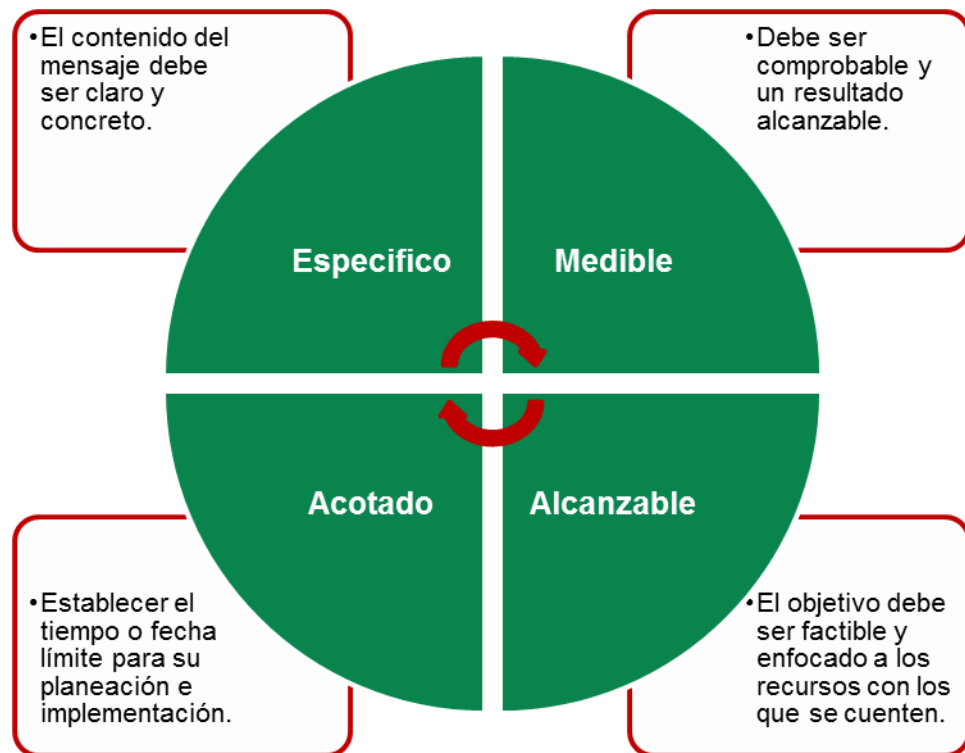 •El contenido del
mensaje debe
ser claro y
concreto.
•Debe ser
comprobable y
un resultado
alcanzable.
Especifico
Medible
Acotado
Alcanzable
•Establecer el
tiempo o fecha
límite para su
planeación e
implementación.
•El objetivo debe
ser factible y
enfocado a los
recursos con los
que se cuenten.